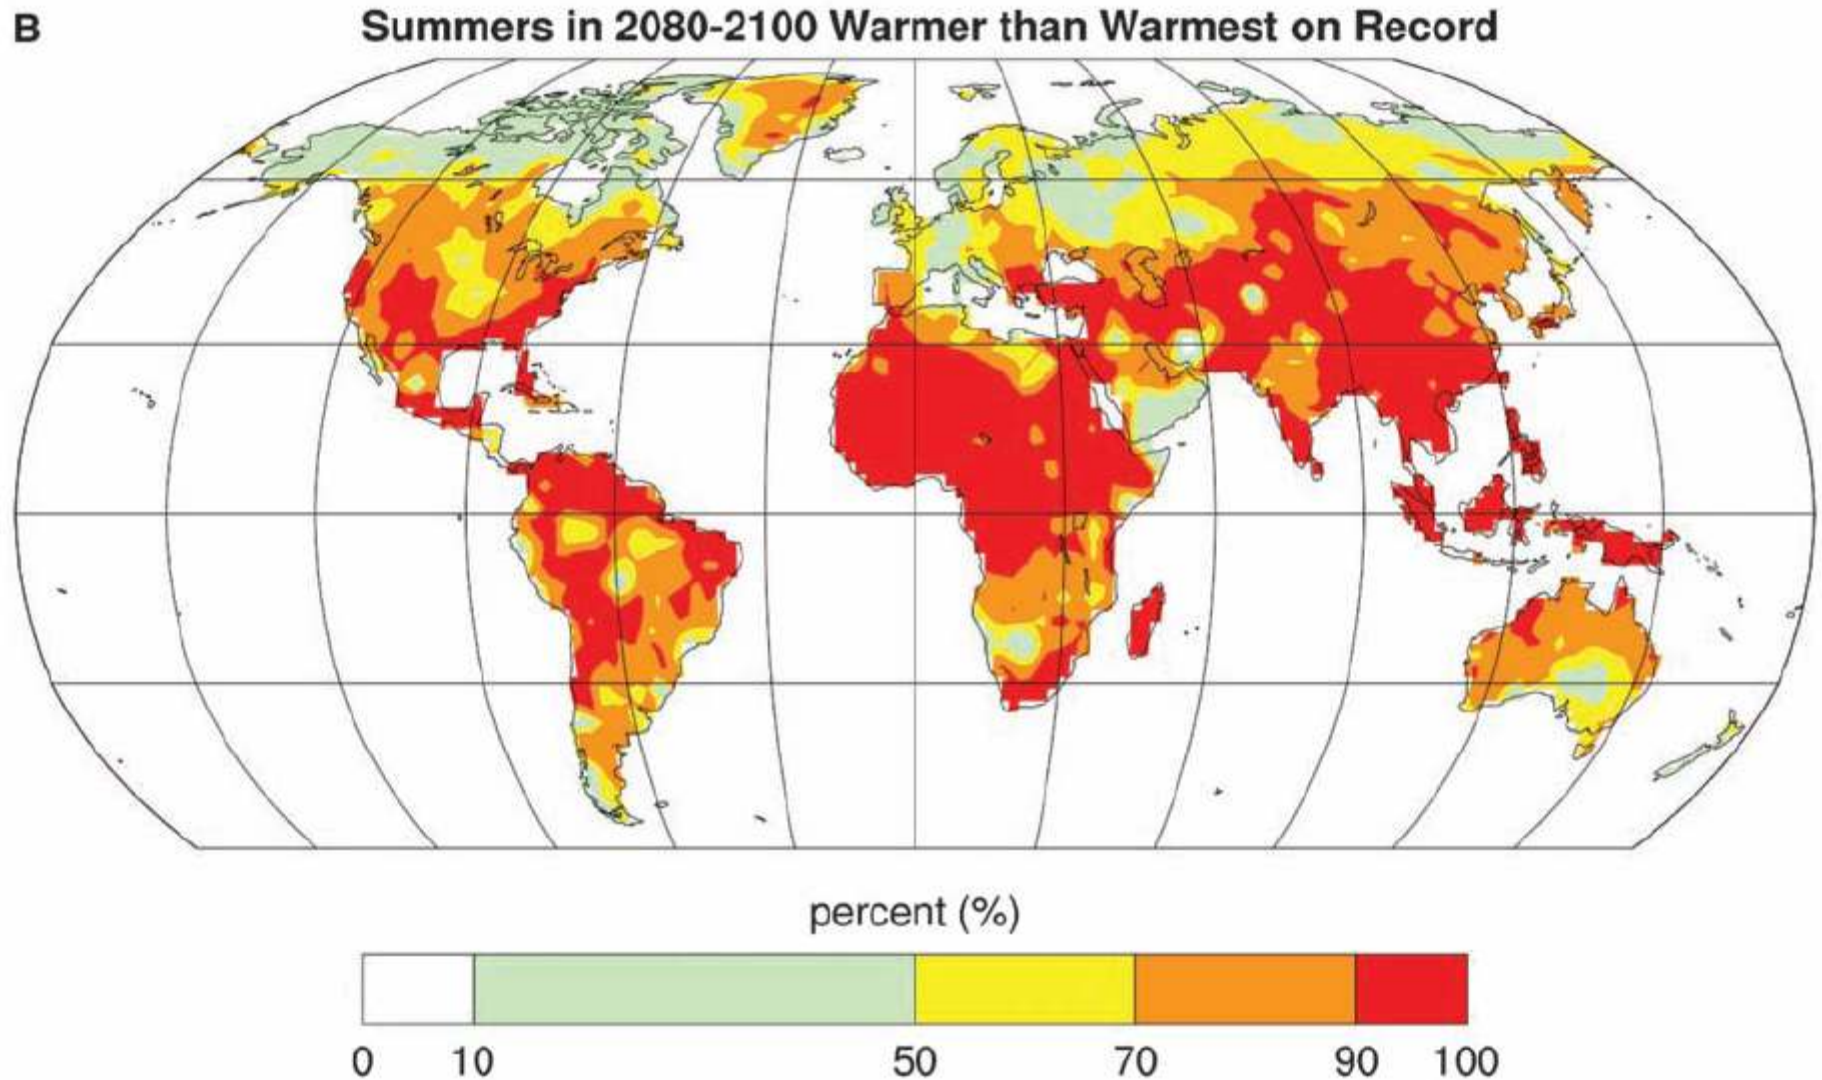 B Summers in 2080-2100 Warmer than Warmest on Record
percent (%)
0 10 50 70 90 100